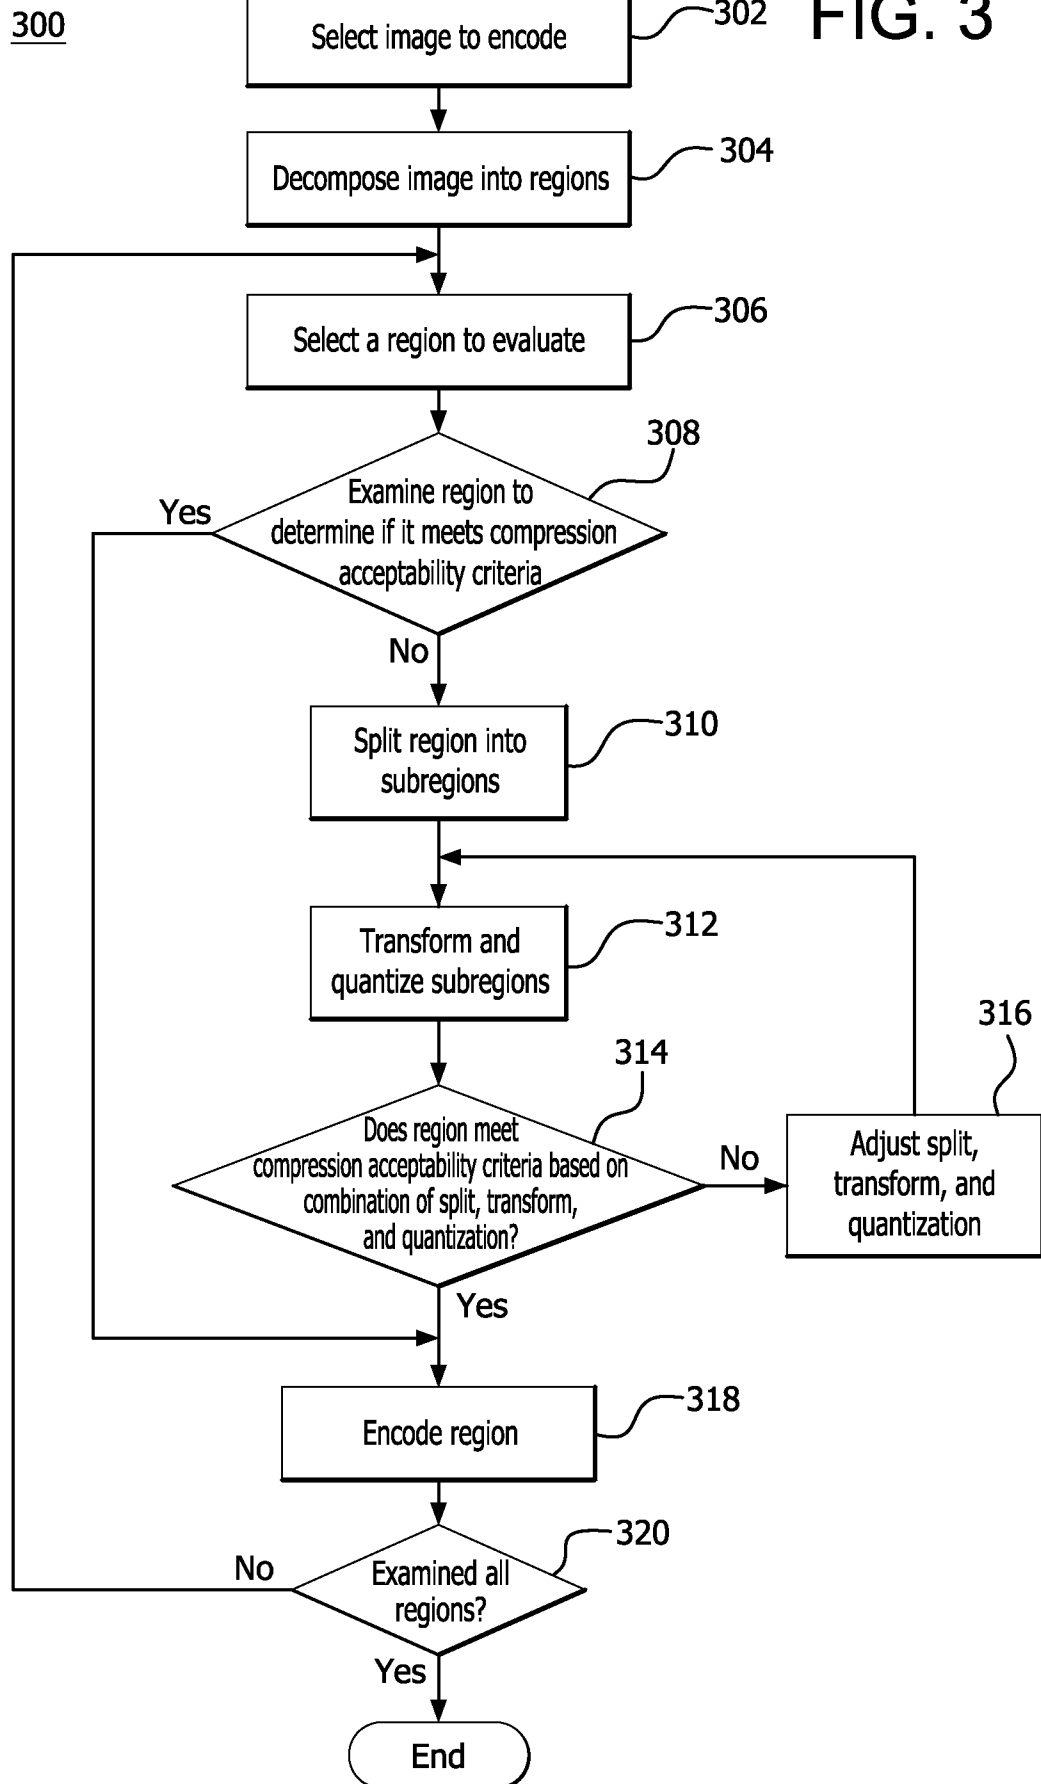 300
302
FIG. 3
Select image to encode
304
Decompose image into regions
306
Select a region to evaluate
308
Examine region to
determine if it meets compression
acceptability criteria
Yes
No
310
Split region into
subregions
312
Transform and
quantize subregions
314
316
Does region meet
compression acceptability criteria based on
combination of split, transform,
and quantization?
No
Adjust split,
transform, and
quantization
Yes
318
Encode region
320
Examined all
regions?
No
Yes
End